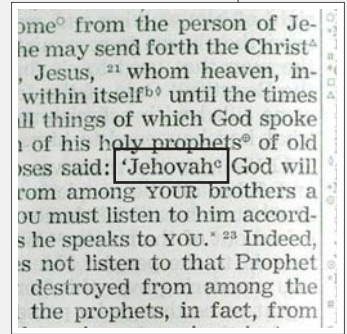 ome° from the person of Je-
he may send forth the Christ△
, Jesus, ²¹ whom heaven, in-
within itselfᵇ◊ until the times
ll things of which God spoke
of his holy prophets⊕ of old
ses said: ‘Jehovahᶜ God will
rom among YOUR brothers a
OU must listen to him accord-
s he speaks to YOU.* ²³ Indeed,
s not listen to that Prophet
destroyed from among the
the prophets, in fact, from